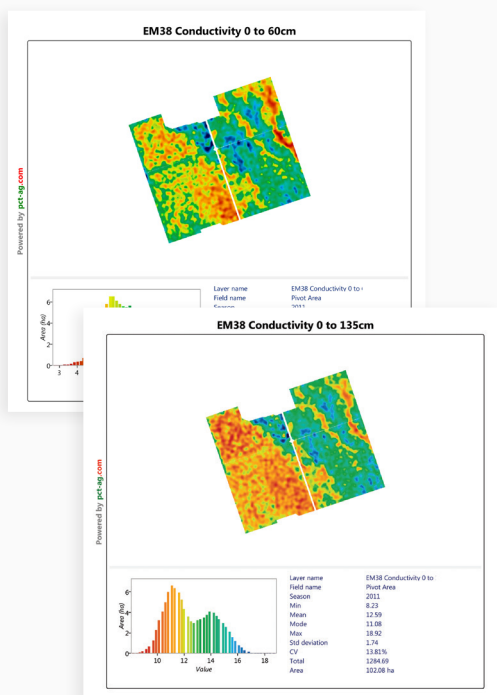 EM38 Conductivity 0 to 60cm
Powered by pct-ag.com
Area (ha)
6
4
2
0
3 4
Layer name EM38 Conductivity 0 to
Field name Pivot Area
Season 2011
EM38 Conductivity 0 to 135cm
Powered by pct-ag.com
Area (ha)
6
4
2
0
10 12 14 16 18
Value
Layer name EM38 Conductivity 0 to
Field name Pivot Area
Season 2011
Min 8.23
Mean 12.59
Mode 11.08
Max 18.92
Std deviation 1.74
CV 13.81%
Total 1284.69
Area 102.08 ha